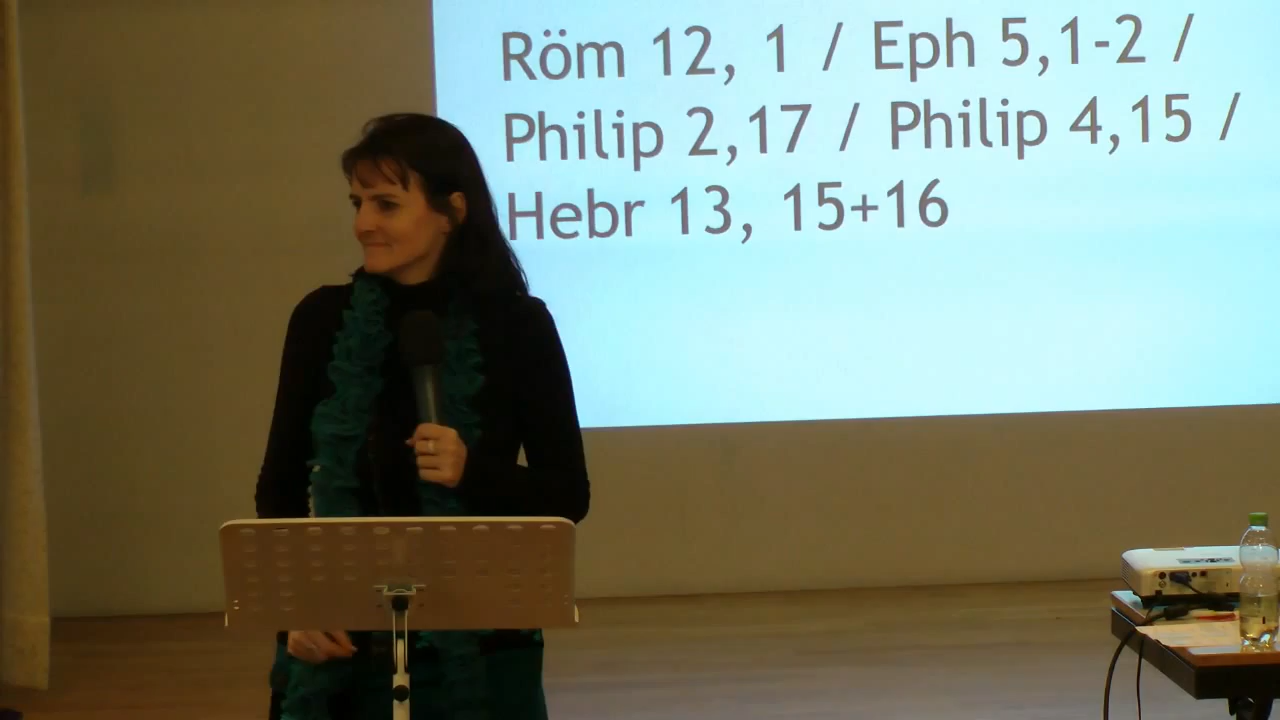 Röm 12, 1 / Eph 5,1-2 /
Philip 2,17 / Philip 4,15 /
Hebr 13, 15+16